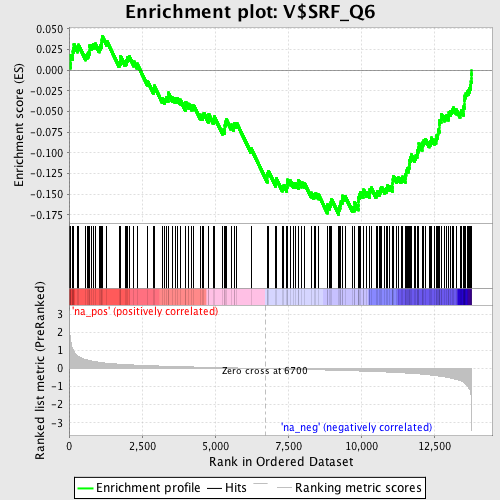 Enrichment plot: V$SRF_Q6
Enrichment score (ES)
0.050
0.025
0.000
-0.025
-0.050
-0.075
-0.100
-0.125
-0.150
-0.175
'na_pos' (positively correlated)
Ranked list metric (PreRanked)
3
2
1
0
-1
-2
-3
Zero cross at 6700
'na_neg' (negatively correlated)
0
2,500
5,000
7,500
10,000
12,500
Rank in Ordered Dataset
Enrichment profile
Hits
Ranking metric scores